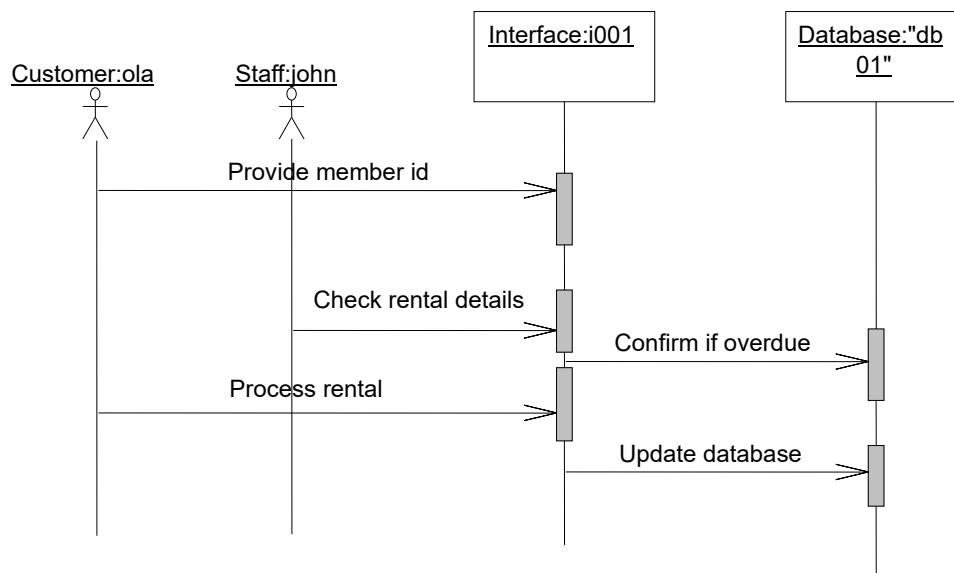 Customer:ola
Staff:john
Interface:i001
Database:"db
01"
Provide member id
Check rental details
Confirm if overdue
Process rental
Update database